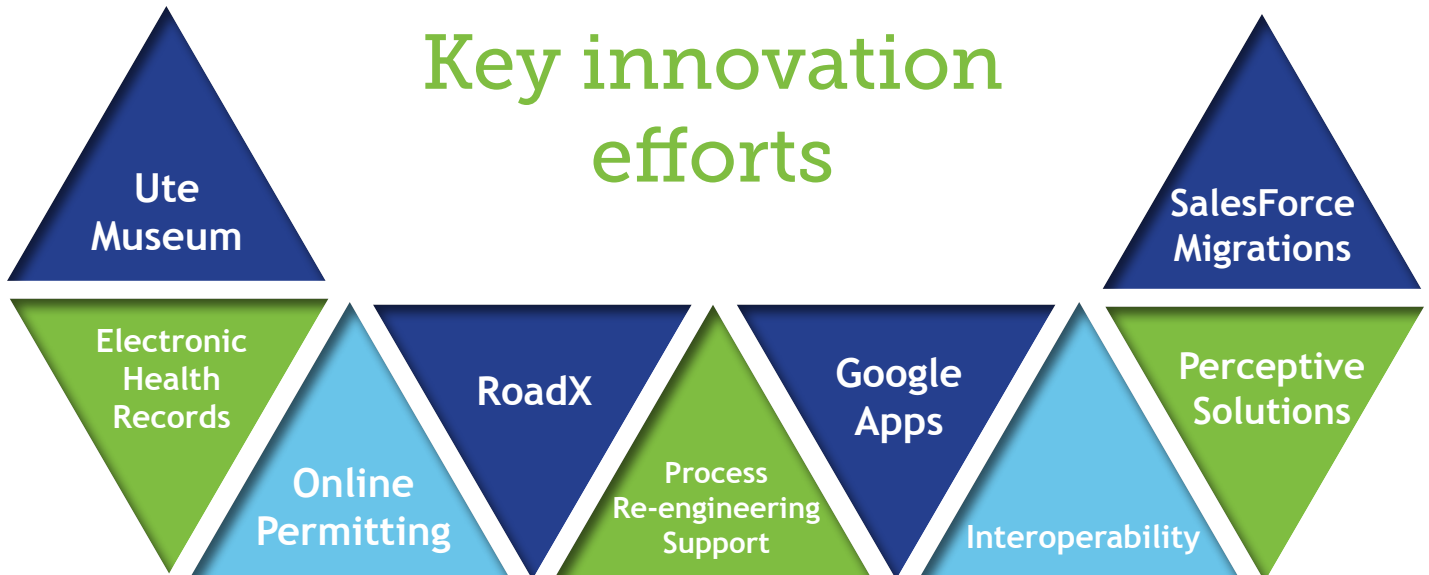 Key innovation
efforts
Ute
Museum
SalesForce
Migrations
Electronic
Health
Records
Online
Permitting
RoadX
Process
Re-engineering
Support
Google
Apps
Interoperability
Perceptive
Solutions